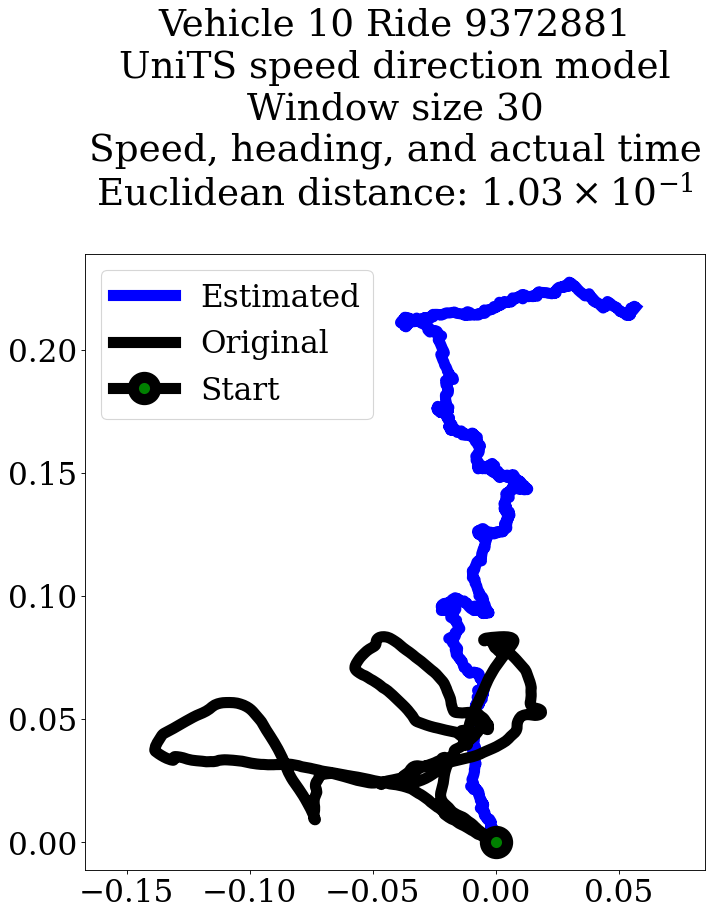 Vehicle 10 Ride 9372881
UniTS speed direction model
Window size 30
Speed, heading, and actual time
Euclidean distance: 1.03 × 10⁻¹
Estimated
Original
Start
0.20
0.15
0.10
0.05
0.00
−0.15 −0.10 −0.05 0.00 0.05